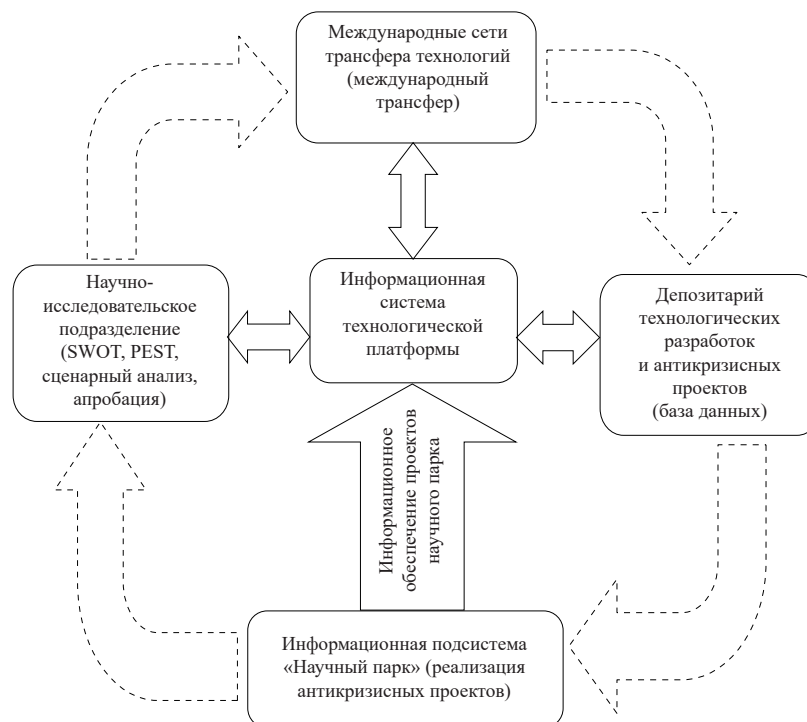 Международные сети
трансфера технологий
(международный
трансфер)
Научно-
исследовательское
подразделение
(SWOT, PEST,
сценарный анализ,
апробация)
Информационная
система
технологической
платформы
Депозитарий
технологических
разработок
и антикризисных
проектов
(база данных)
Информационное
обеспечение проектов
научного парка
Информационная подсистема
«Научный парк» (реализация
антикризисных проектов)